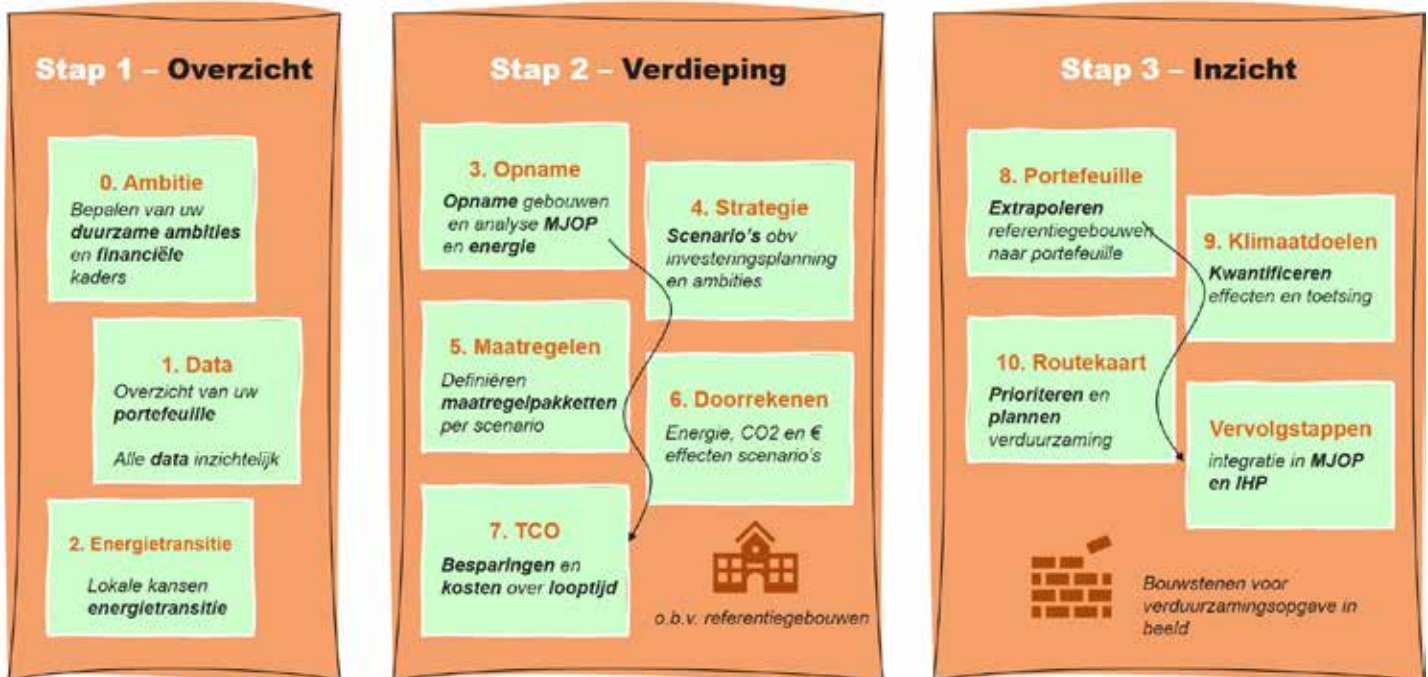 Stap 1 – Overzicht
0. Ambitie
Bepalen van uw
duurzame ambities
en financiële
kaders
1. Data
Overzicht van uw
portefeuille
Alle data inzichtelijk
2. Energietransitie
Lokale kansen
energietransitie
Stap 2 – Verdieping
3. Opname
Opname gebouwen
en analyse MJOP
en energie
4. Strategie
Scenario's obv
investeringsplanning
en ambities
5. Maatregelen
Definiëren
maatregelpakketten
per scenario
6. Doorrekenen
Energie, CO2 en €
effecten scenario's
7. TCO
Besparingen en
kosten over looptijd
o.b.v. referentiegebouwen
Stap 3 – Inzicht
8. Portefeuille
Extrapoleren
referentiegebouwen
naar portefeuille
9. Klimaatdoelen
Kwantificeren
effecten en toetsing
10. Routekaart
Prioriteren en
plannen
verduurzaming
Vervolgstappen
integratie in MJOP
en IHP
Bouwstenen voor
verduurzamingsopgave in
beeld